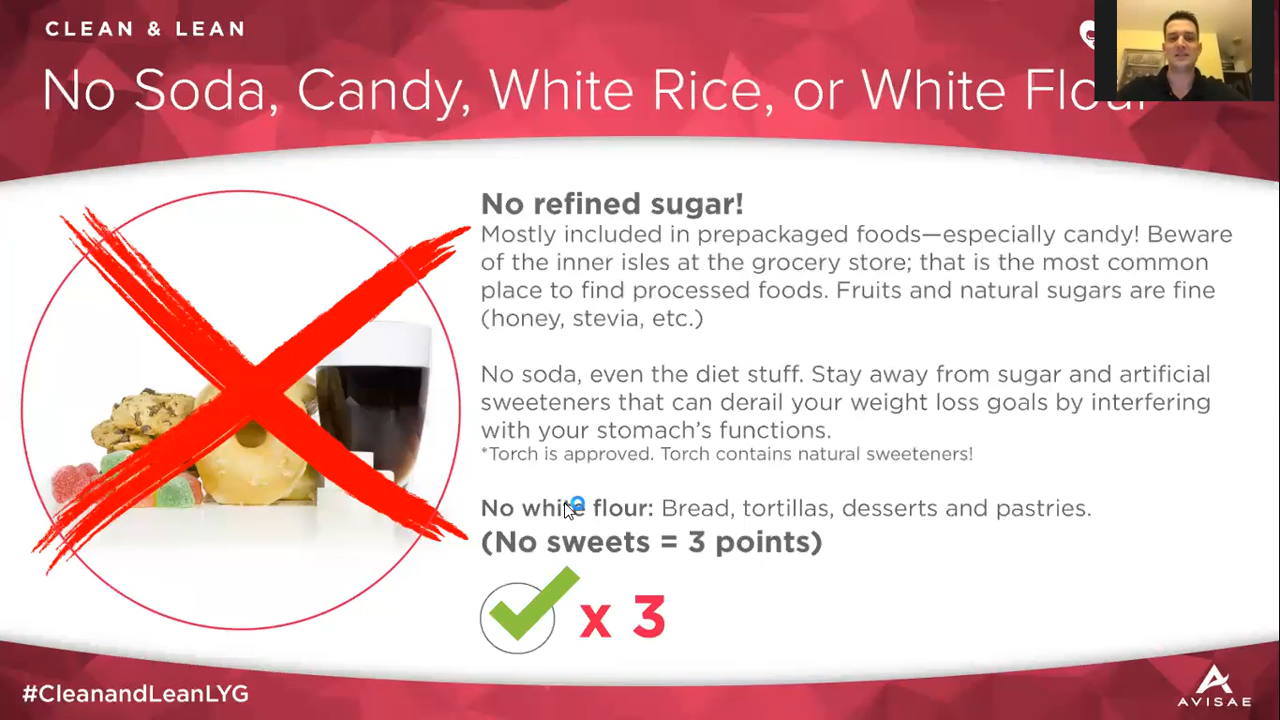 CLEAN & LEAN
No Soda, Candy, White Rice, or White Flour
No refined sugar!
Mostly included in prepackaged foods—especially candy! Beware
of the inner isles at the grocery store; that is the most common
place to find processed foods. Fruits and natural sugars are fine
(honey, stevia, etc.)
No soda, even the diet stuff. Stay away from sugar and artificial
sweeteners that can derail your weight loss goals by interfering
with your stomach's functions.
*Torch is approved. Torch contains natural sweeteners!
No white flour: Bread, tortillas, desserts and pastries.
(No sweets = 3 points)
x 3
#CleanandLeanLYG
AVISAE